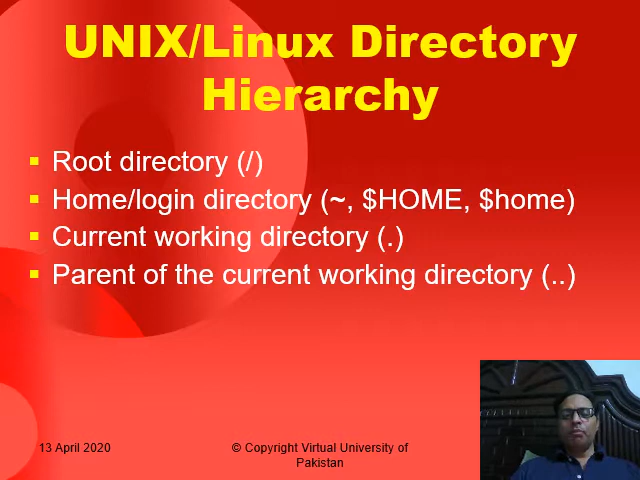 UNIX/Linux Directory
Hierarchy
▪ Root directory (/)
▪ Home/login directory (~, $HOME, $home)
▪ Current working directory (.)
▪ Parent of the current working directory (..)
13 April 2020
© Copyright Virtual University of
Pakistan